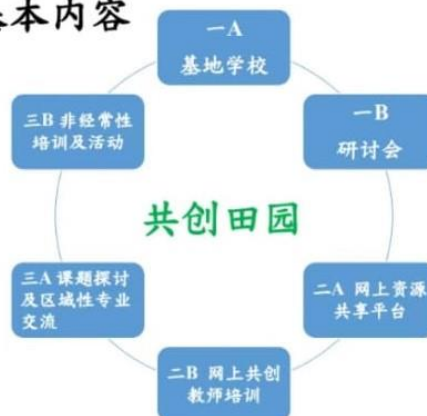 基本内容
一A
基地学校
一B
研讨会
二A 网上资源
共享平台
二B 网上共创
教师培训
三A 课题探讨
及区域性专业
交流
三B 非经常性
培训及活动
共创田园